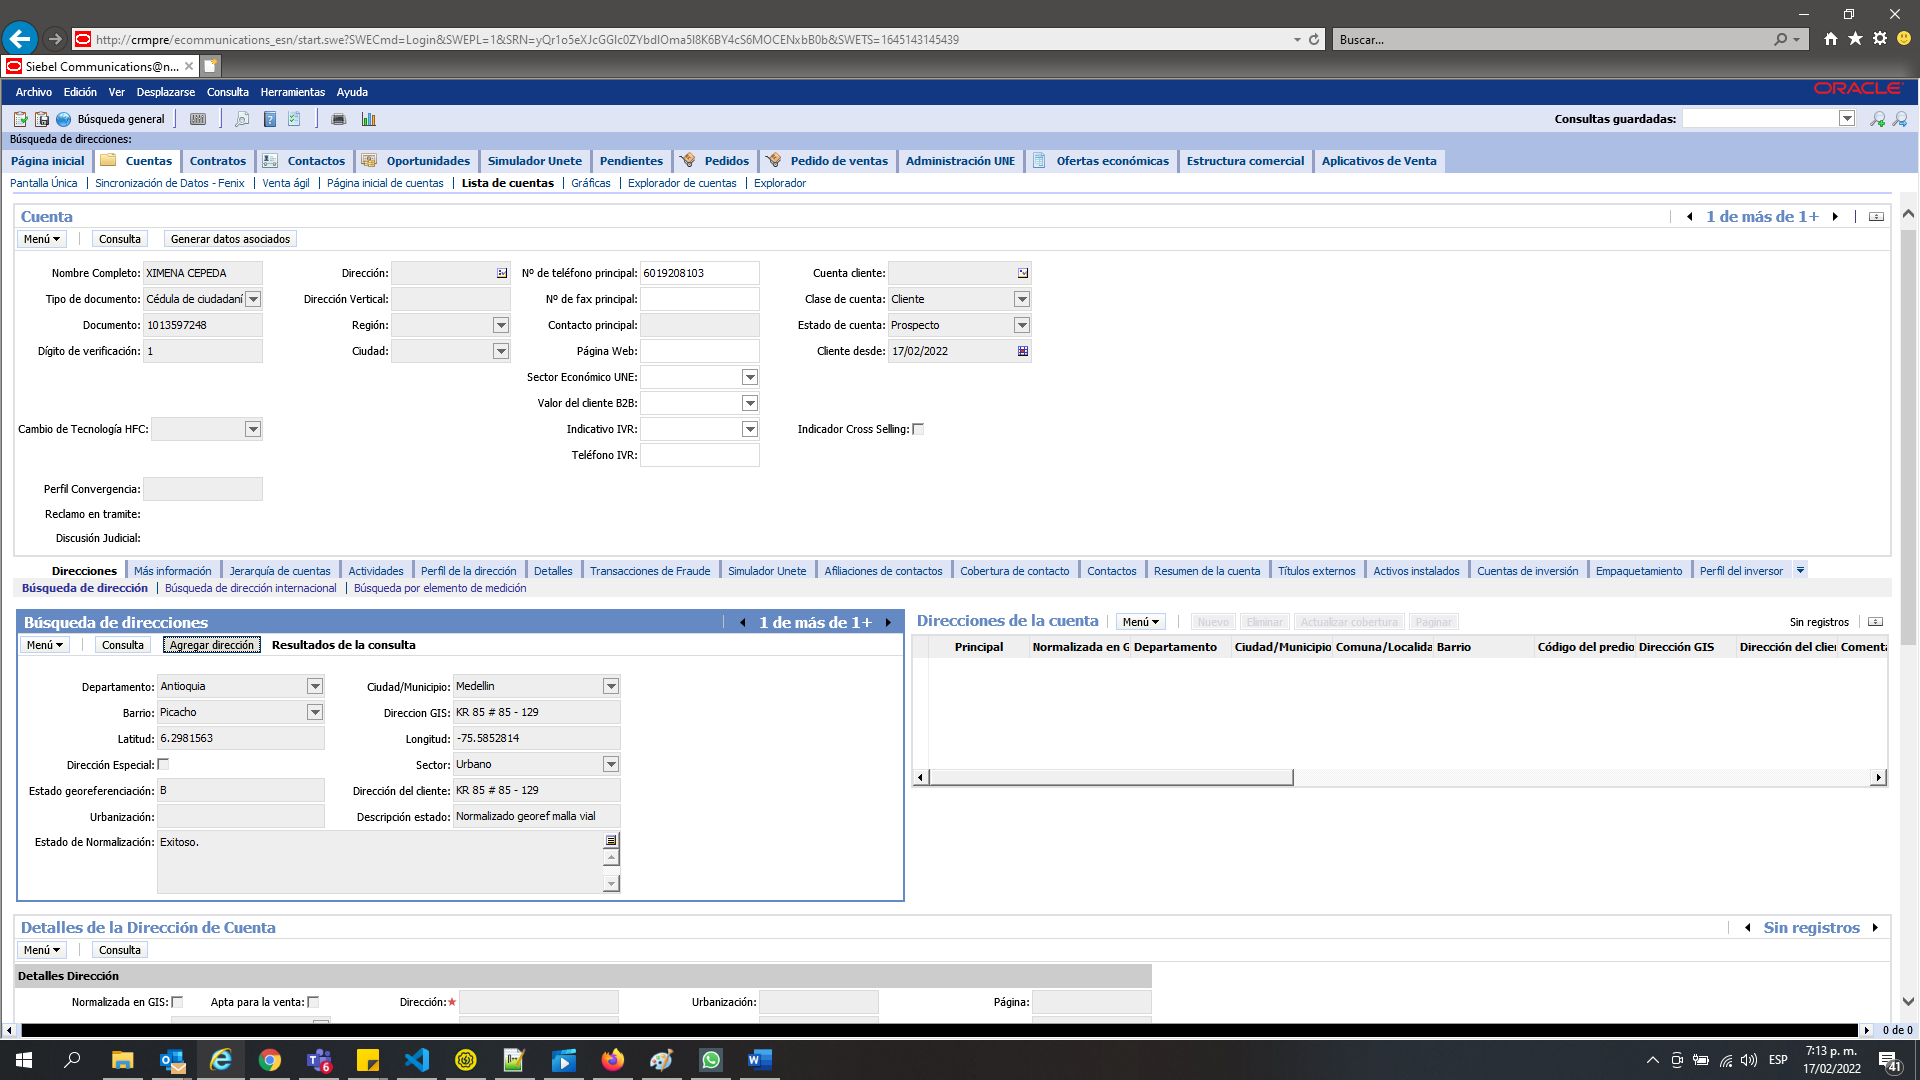 http://crmpre/ecommunications_esn/start.swe?SWECmd=Login&SWEPL=1&SRN=yQr1o5eXJcGGlc0ZYbdIOma5I8K6BY4cS6MOCENxbB0b&SWETS=1645143145439
Buscar...
Siebel Communications@n...
Archivo Edición Ver Desplazarse Consulta Herramientas Ayuda
ORACLE
Búsqueda general
Consultas guardadas:
Búsqueda de direcciones:
Página inicial Cuentas Contratos Contactos Oportunidades Simulador Unete Pendientes Pedidos Pedido de ventas Administración UNE Ofertas económicas Estructura comercial Aplicativos de Venta
Pantalla Única Sincronización de Datos - Fenix Venta ágil Página inicial de cuentas Lista de cuentas Gráficas Explorador de cuentas Explorador
Cuenta 1 de más de 1+
Menú Consulta Generar datos asociados
Nombre Completo: XIMENA CEPEDA Dirección: Nº de teléfono principal: 6019208103 Cuenta cliente:
Tipo de documento: Cédula de ciudadaní Dirección Vertical: Nº de fax principal: Clase de cuenta: Cliente
Documento: 1013597248 Región: Contacto principal: Estado de cuenta: Prospecto
Dígito de verificación: 1 Ciudad: Página Web: Cliente desde: 17/02/2022
Sector Económico UNE:
Valor del cliente B2B:
Cambio de Tecnología HFC: Indicativo IVR: Indicador Cross Selling:
Teléfono IVR:
Perfil Convergencia:
Reclamo en tramite:
Discusión Judicial:
Direcciones Más información Jerarquía de cuentas Actividades Perfil de la dirección Detalles Transacciones de Fraude Simulador Unete Afiliaciones de contactos Cobertura de contacto Contactos Resumen de la cuenta Títulos externos Activos instalados Cuentas de inversión Empaquetamiento Perfil del inversor
Búsqueda de dirección Búsqueda de dirección internacional Búsqueda por elemento de medición
Búsqueda de direcciones 1 de más de 1+
Menú Consulta Agregar dirección Resultados de la consulta
Departamento: Antioquia Ciudad/Municipio: Medellin
Barrio: Picacho Direccion GIS: KR 85 # 85 - 129
Latitud: 6.2981563 Longitud: -75.5852814
Dirección Especial: Sector: Urbano
Estado georeferenciación: B Dirección del cliente: KR 85 # 85 - 129
Urbanización: Descripción estado: Normalizado georef malla vial
Estado de Normalización: Exitoso.
Direcciones de la cuenta Menú Nuevo Eliminar Actualizar cobertura Paginar Sin registros
Principal Normalizada en G Departamento Ciudad/Municipio Comuna/Localida Barrio Código del predio Dirección GIS Dirección del clien Comenta
Detalles de la Dirección de Cuenta Sin registros
Menú Consulta
Detalles Dirección
Normalizada en GIS: Apta para la venta: Dirección:★ Urbanización: Página:
0 de 0
6
ESP
7:13 p. m.
17/02/2022
41